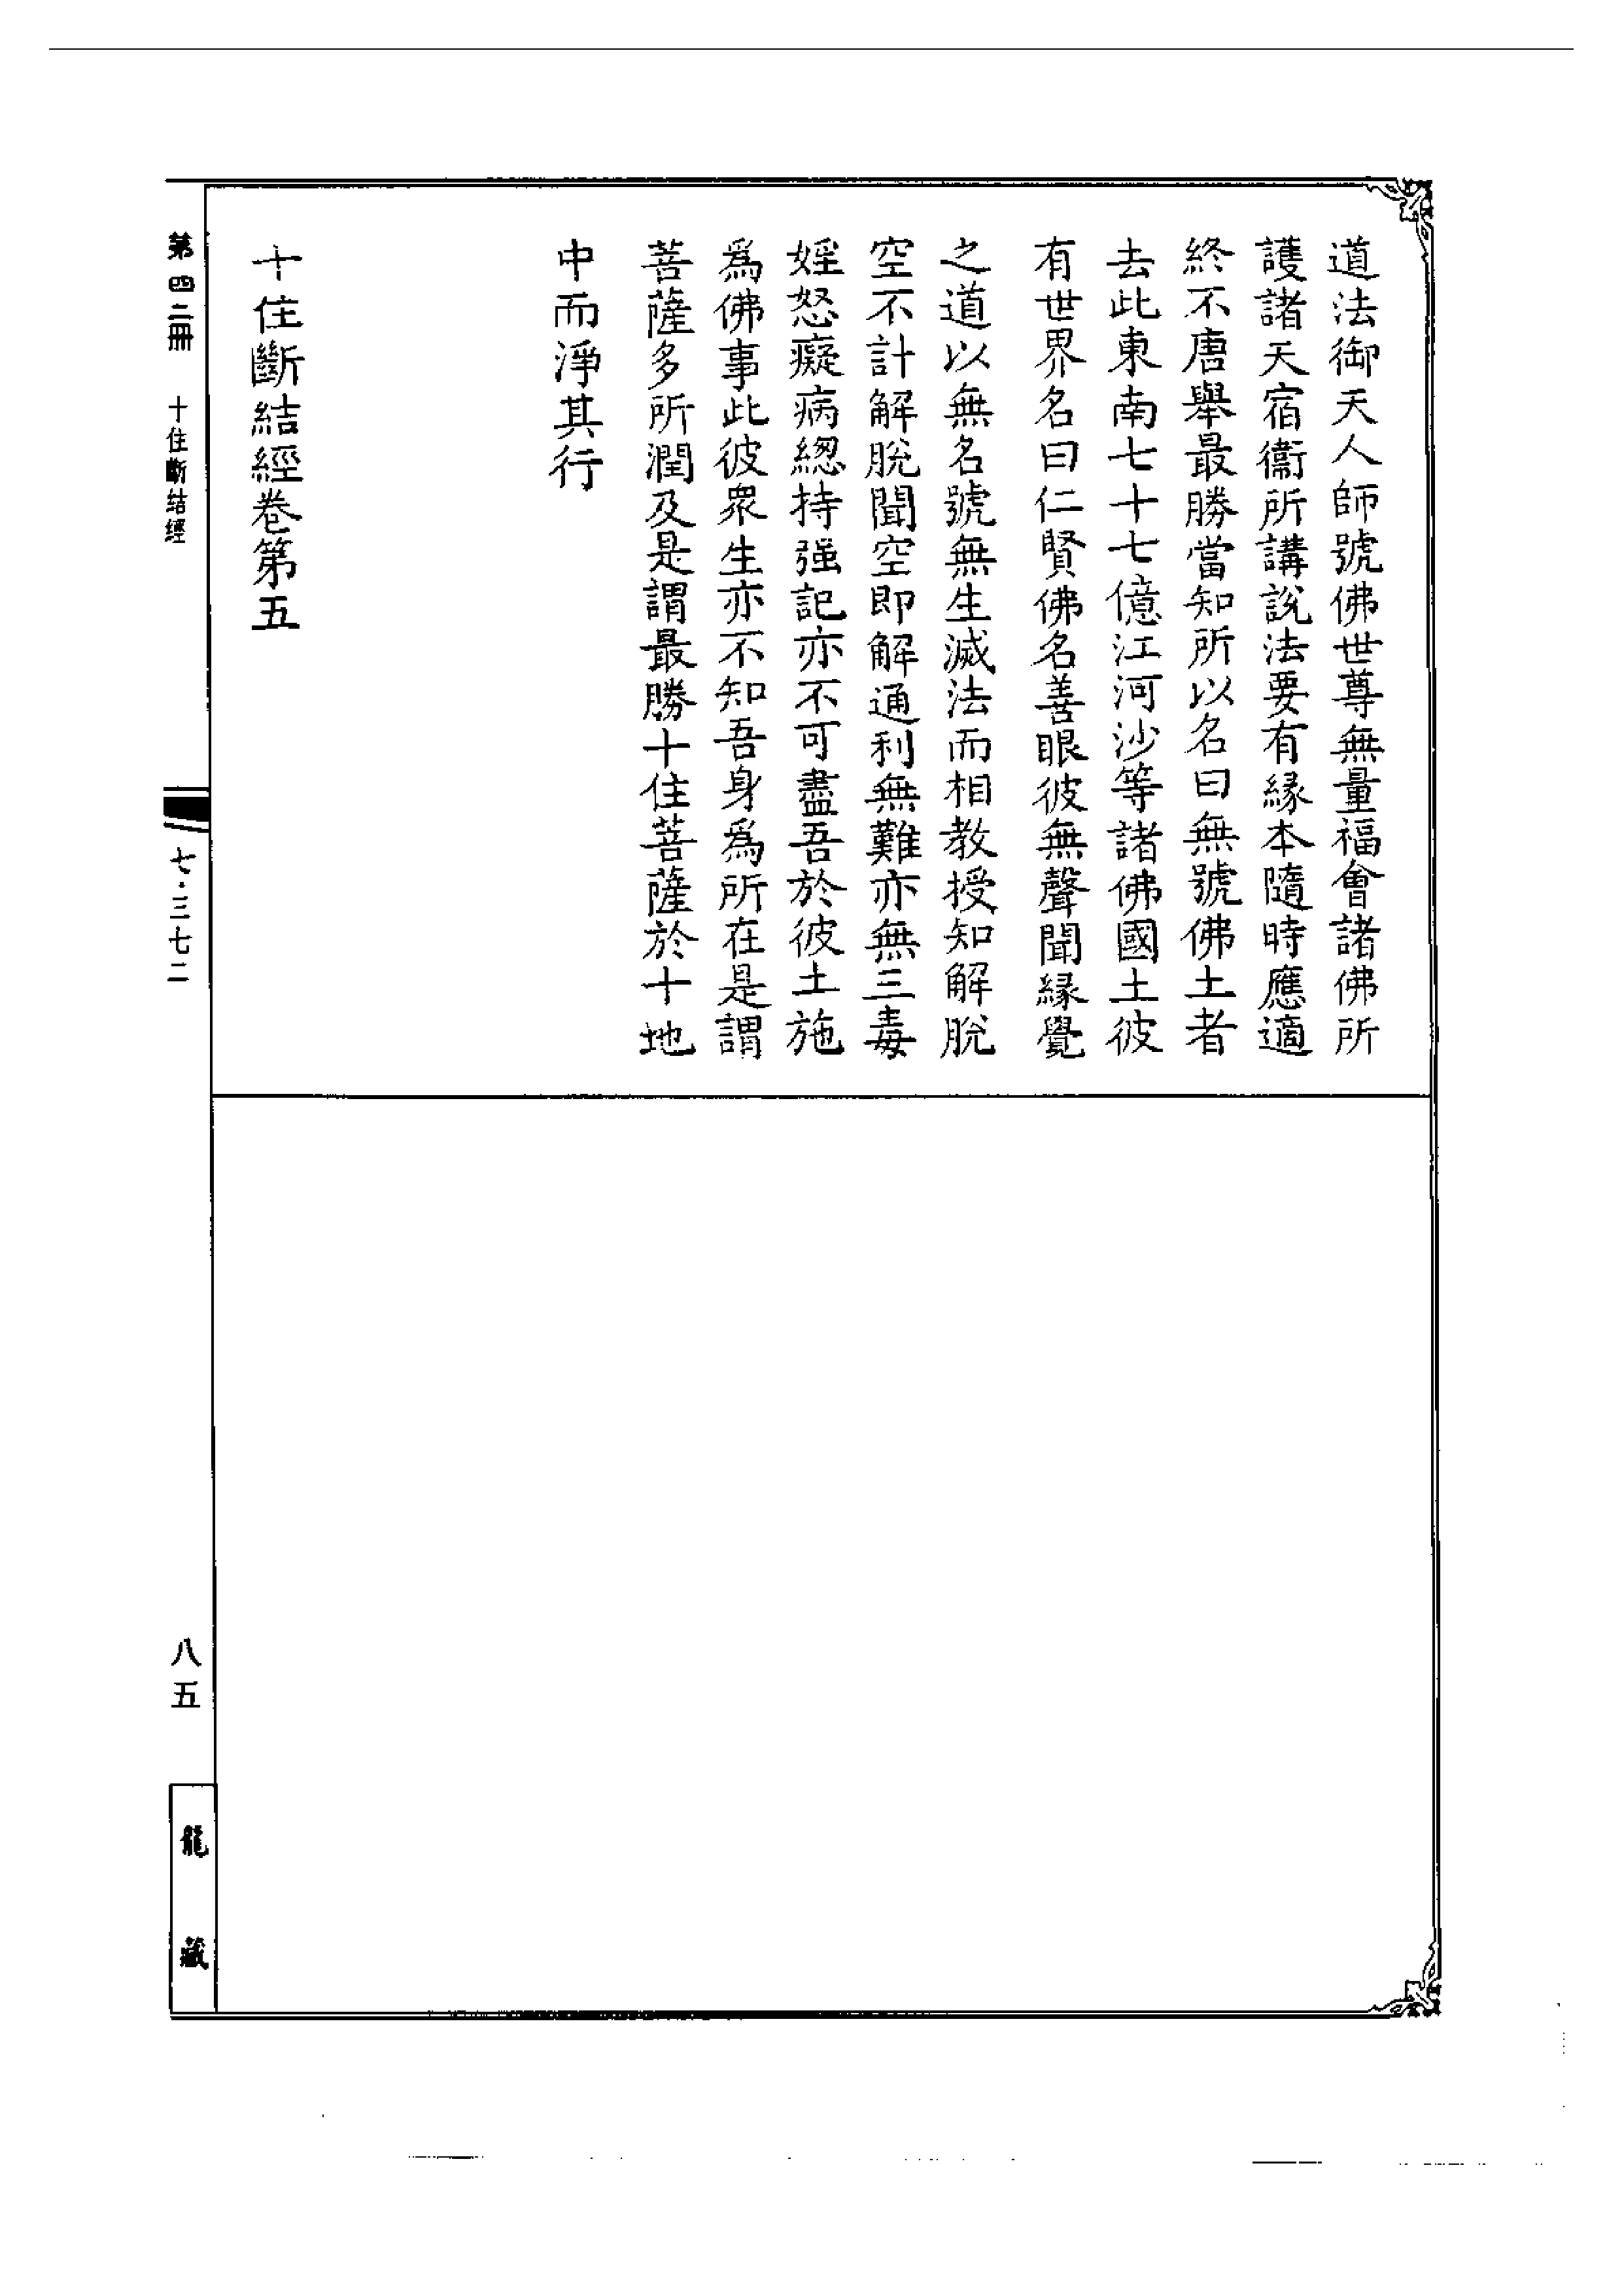 道法御天人師號佛世尊無量福會諸佛所
護諸天宿衞所講說法要有緣本隨時應適
終不唐舉最勝當知所以名曰無號佛土者
去此東南七十七億江河沙等諸佛國土彼
有世界名曰仁賢佛名善眼彼無聲聞緣覺
之道以無名號無生滅法而相教授知解脫
空不計解脫聞空即解通利無難亦無三毒
婬怒癡病總持强記亦不可盡吾於彼土施
爲佛事此彼眾生亦不知吾身爲所在是謂
菩薩多所潤及是謂最勝十住菩薩於十地
中而淨其行
十住斷結經卷第五
第四二冊 十住斷结經 七·三七二 八五
龍藏